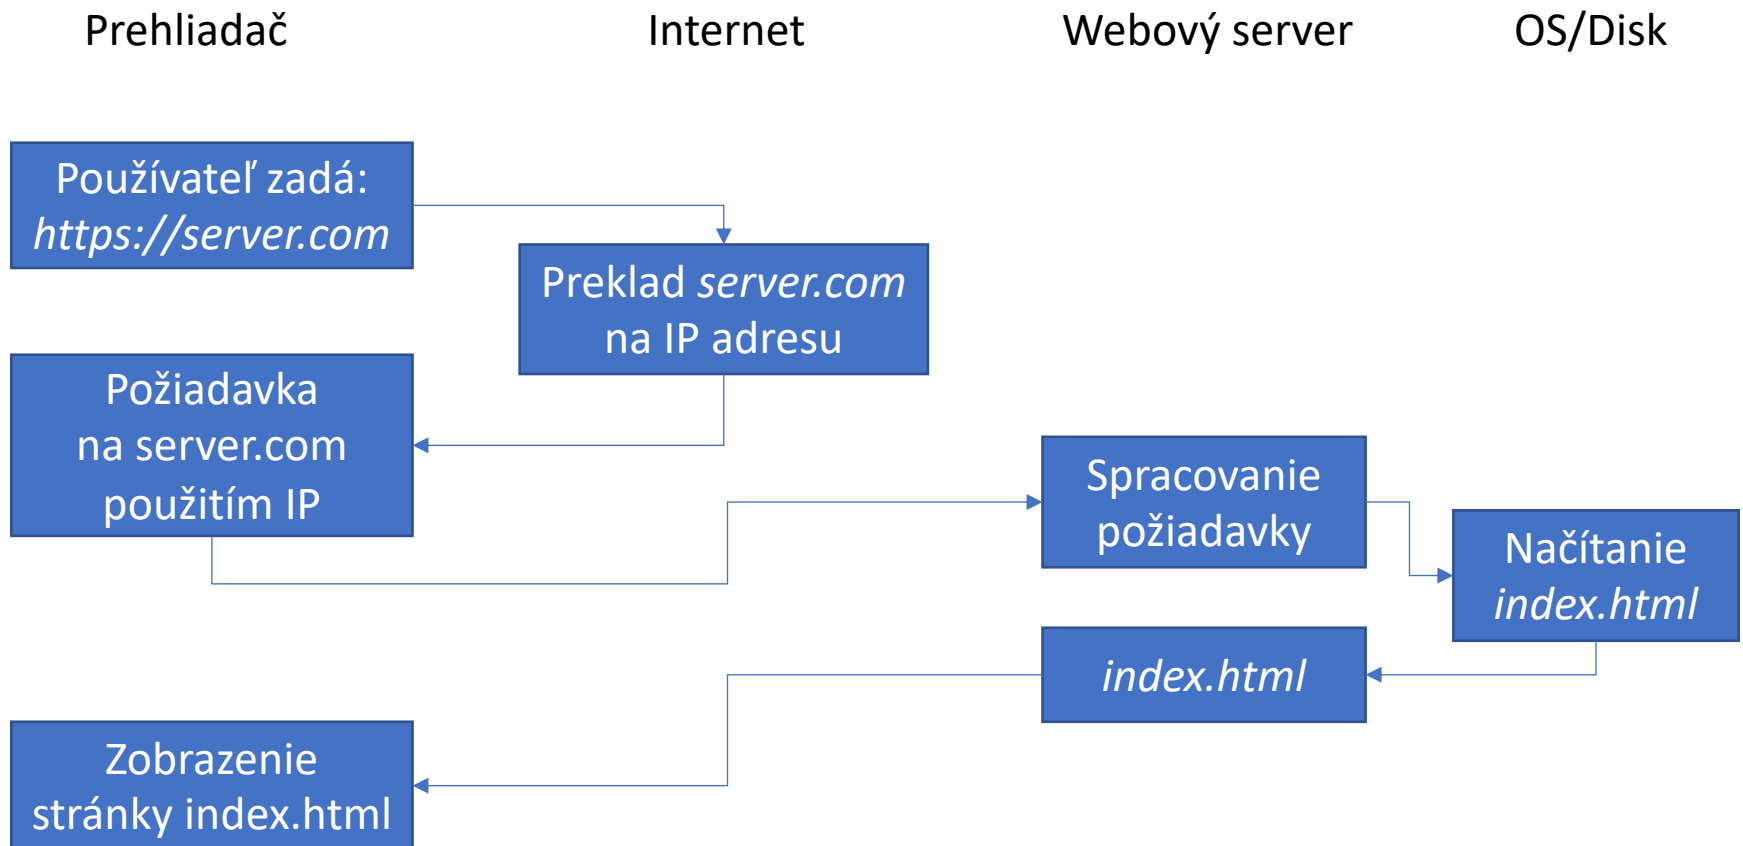 Prehliadač
Internet
Webový server
OS/Disk
Používateľ zadá:
https://server.com
Preklad server.com
na IP adresu
Požiadavka
na server.com
použitím IP
Spracovanie
požiadavky
Načítanie
index.html
index.html
Zobrazenie
stránky index.html